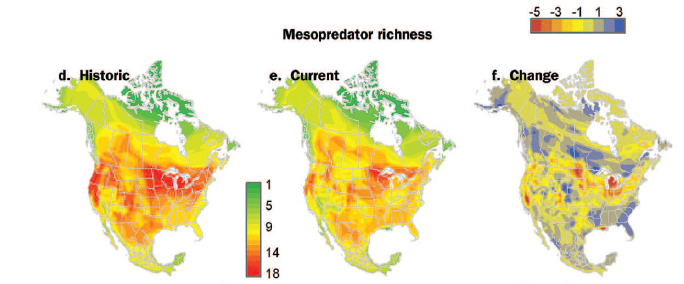 -5 -3 -1 1 3
Mesopredator richness
d. Historic
e. Current
f. Change
1
5
9
14
18